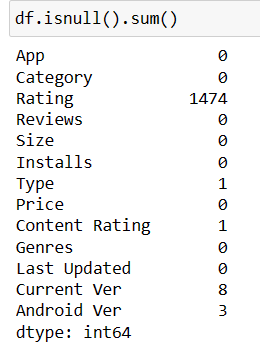 df.isnull().sum()
App 0
Category 0
Rating 1474
Reviews 0
Size 0
Installs 0
Type 1
Price 0
Content Rating 1
Genres 0
Last Updated 0
Current Ver 8
Android Ver 3
dtype: int64